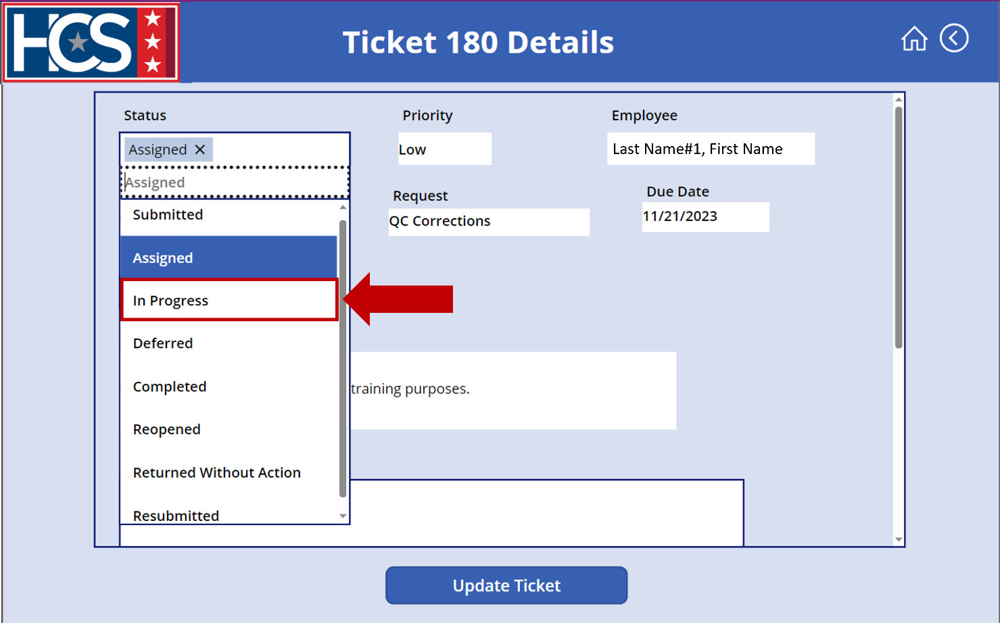 HCS
Ticket 180 Details
Status
Priority
Employee
Assigned
Low
Last Name#1, First Name
Assigned
Request
Due Date
Submitted
QC Corrections
11/21/2023
Assigned
In Progress
Deferred
Completed
training purposes.
Reopened
Returned Without Action
Resubmitted
Update Ticket